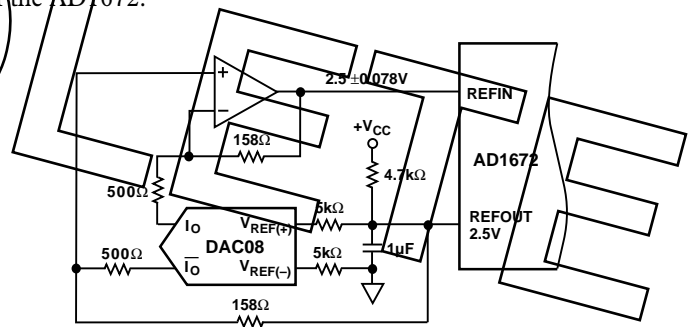 the AD1672.
2.5 ±0.078V
REFIN
158Ω
+VCC
4.7kΩ
AD1672
500Ω
5kΩ
REFOUT
2.5V
IO
VREF(+)
DAC08
1µF
500Ω
IO
VREF(–)
5kΩ
158Ω
OBSOLETE